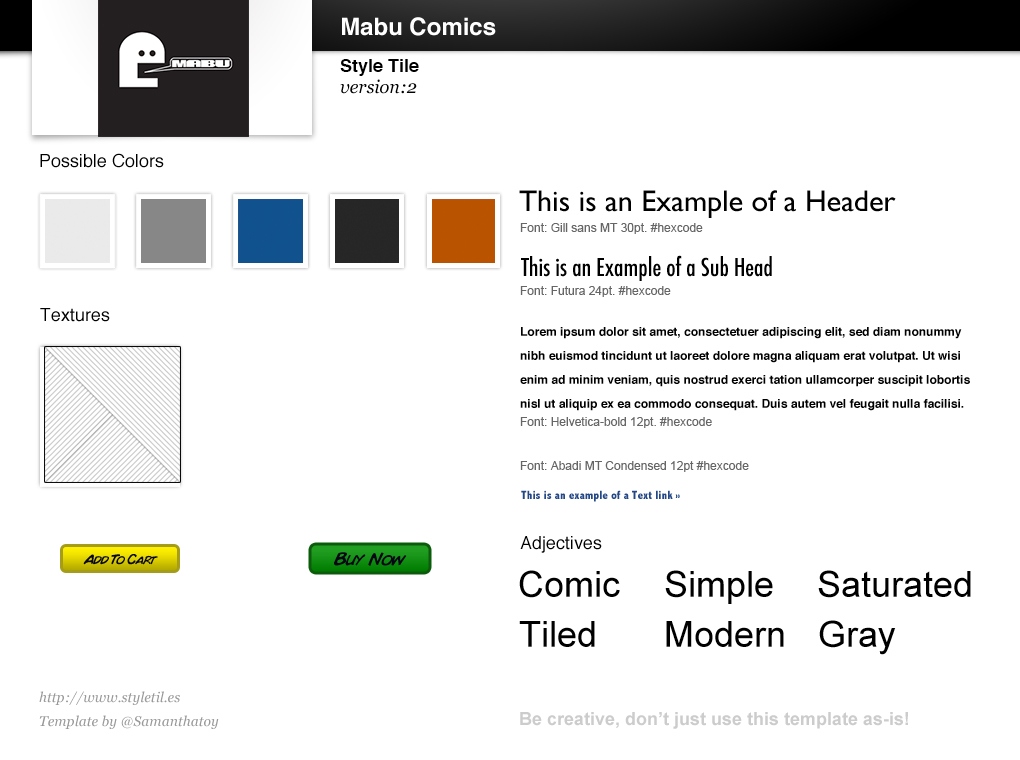 Mabu Comics
MABU
Style Tile
version:2
Possible Colors
This is an Example of a Header
Font: Gill sans MT 30pt. #hexcode
This is an Example of a Sub Head
Font: Futura 24pt. #hexcode
Textures
Lorem ipsum dolor sit amet, consectetuer adipiscing elit, sed diam nonummy
nibh euismod tincidunt ut laoreet dolore magna aliquam erat volutpat. Ut wisi
enim ad minim veniam, quis nostrud exerci tation ullamcorper suscipit lobortis
nisl ut aliquip ex ea commodo consequat. Duis autem vel feugait nulla facilisi.
Font: Helvetica-bold 12pt. #hexcode
Font: Abadi MT Condensed 12pt #hexcode
This is an example of a Text link »
Add To Cart
Buy Now
Adjectives
Comic Simple Saturated
Tiled Modern Gray
http://www.styletil.es
Template by @Samanthatoy
Be creative, don’t just use this template as-is!